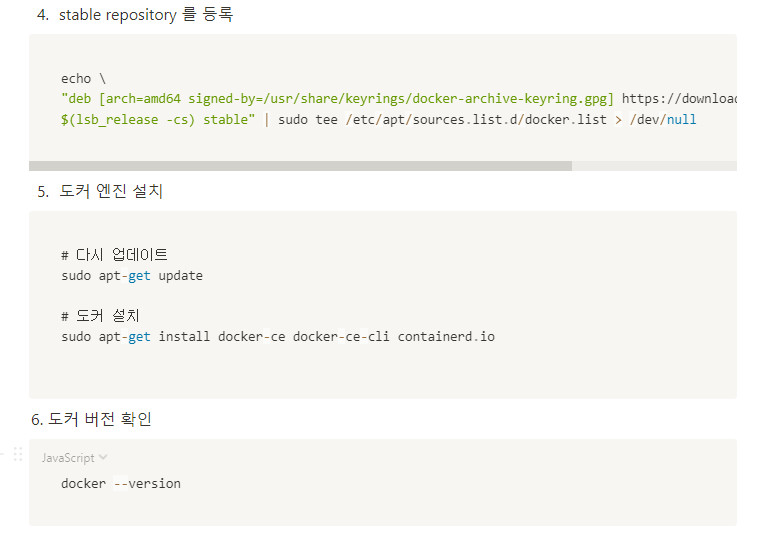 4. stable repository 를 등록
echo \
"deb [arch=amd64 signed-by=/usr/share/keyrings/docker-archive-keyring.gpg] https://downloa
$(lsb_release -cs) stable" | sudo tee /etc/apt/sources.list.d/docker.list > /dev/null
5. 도커 엔진 설치
# 다시 업데이트
sudo apt-get update
# 도커 설치
sudo apt-get install docker-ce docker-ce-cli containerd.io
6. 도커 버전 확인
JavaScript
docker --version